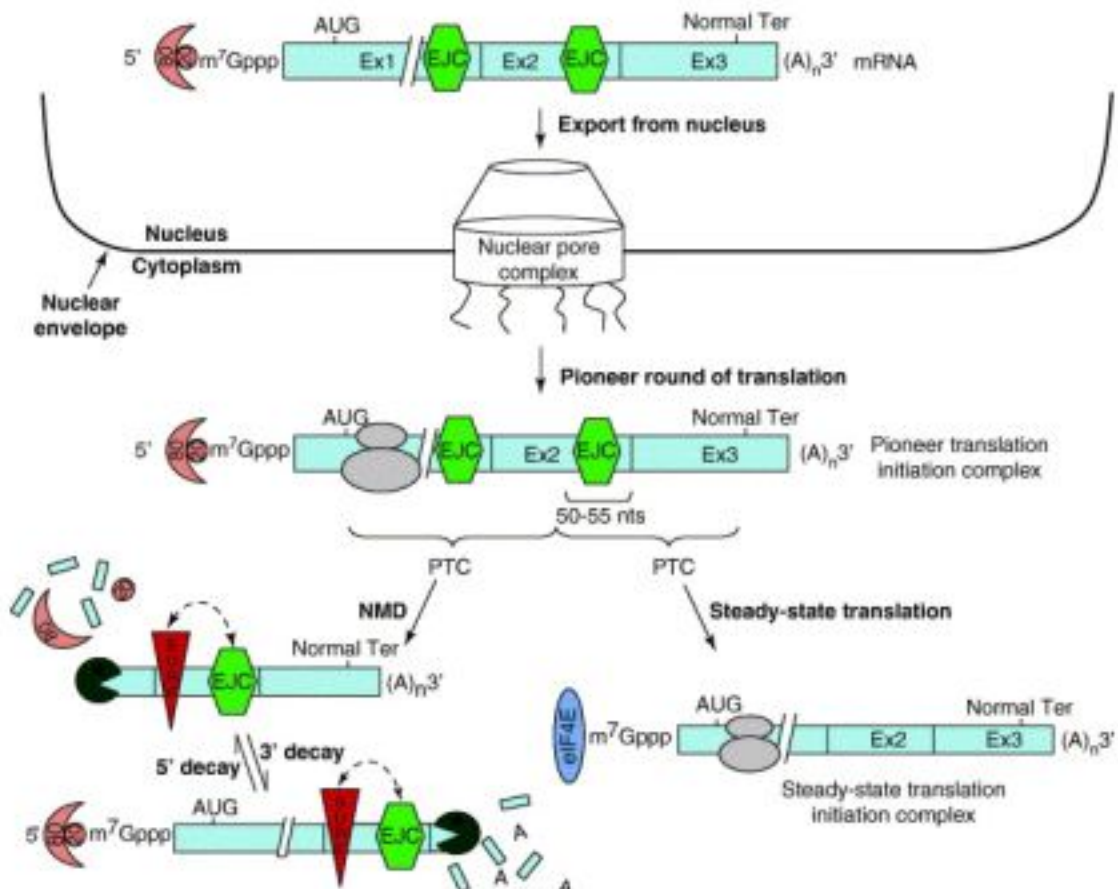 AUG
Normal Ter
5' m⁷Gppp Ex1 EJC Ex2 EJC Ex3 (A)ₙ3' mRNA
Export from nucleus
Nucleus
Cytoplasm
Nuclear pore
complex
Nuclear
envelope
Pioneer round of translation
AUG
Normal Ter
5' m⁷Gppp EJC Ex2 EJC Ex3 (A)ₙ3'
Pioneer translation
initiation complex
50-55 nts
PTC
PTC
NMD
Steady-state translation
Normal Ter
EJC (A)ₙ3'
5' decay
3' decay
AUG
Normal Ter
eIF4E m⁷Gppp Ex2 Ex3 (A)ₙ3'
Steady-state translation
initiation complex
AUG
5' m⁷Gppp EJC
A
A
A